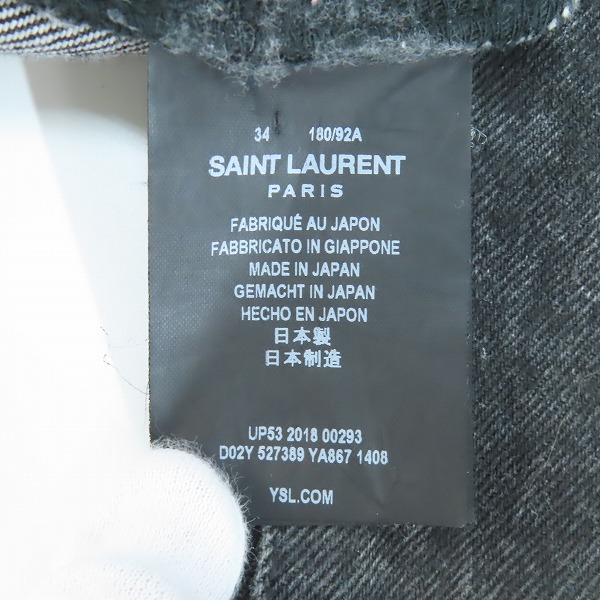 34 180/92A
SAINT LAURENT
PARIS
FABRIQUÉ AU JAPON
FABBRICATO IN GIAPPONE
MADE IN JAPAN
GEMACHT IN JAPAN
HECHO EN JAPON
日本製
日本制造
UP53 2018 00293
D02Y 527389 YA867 1408
YSL.COM